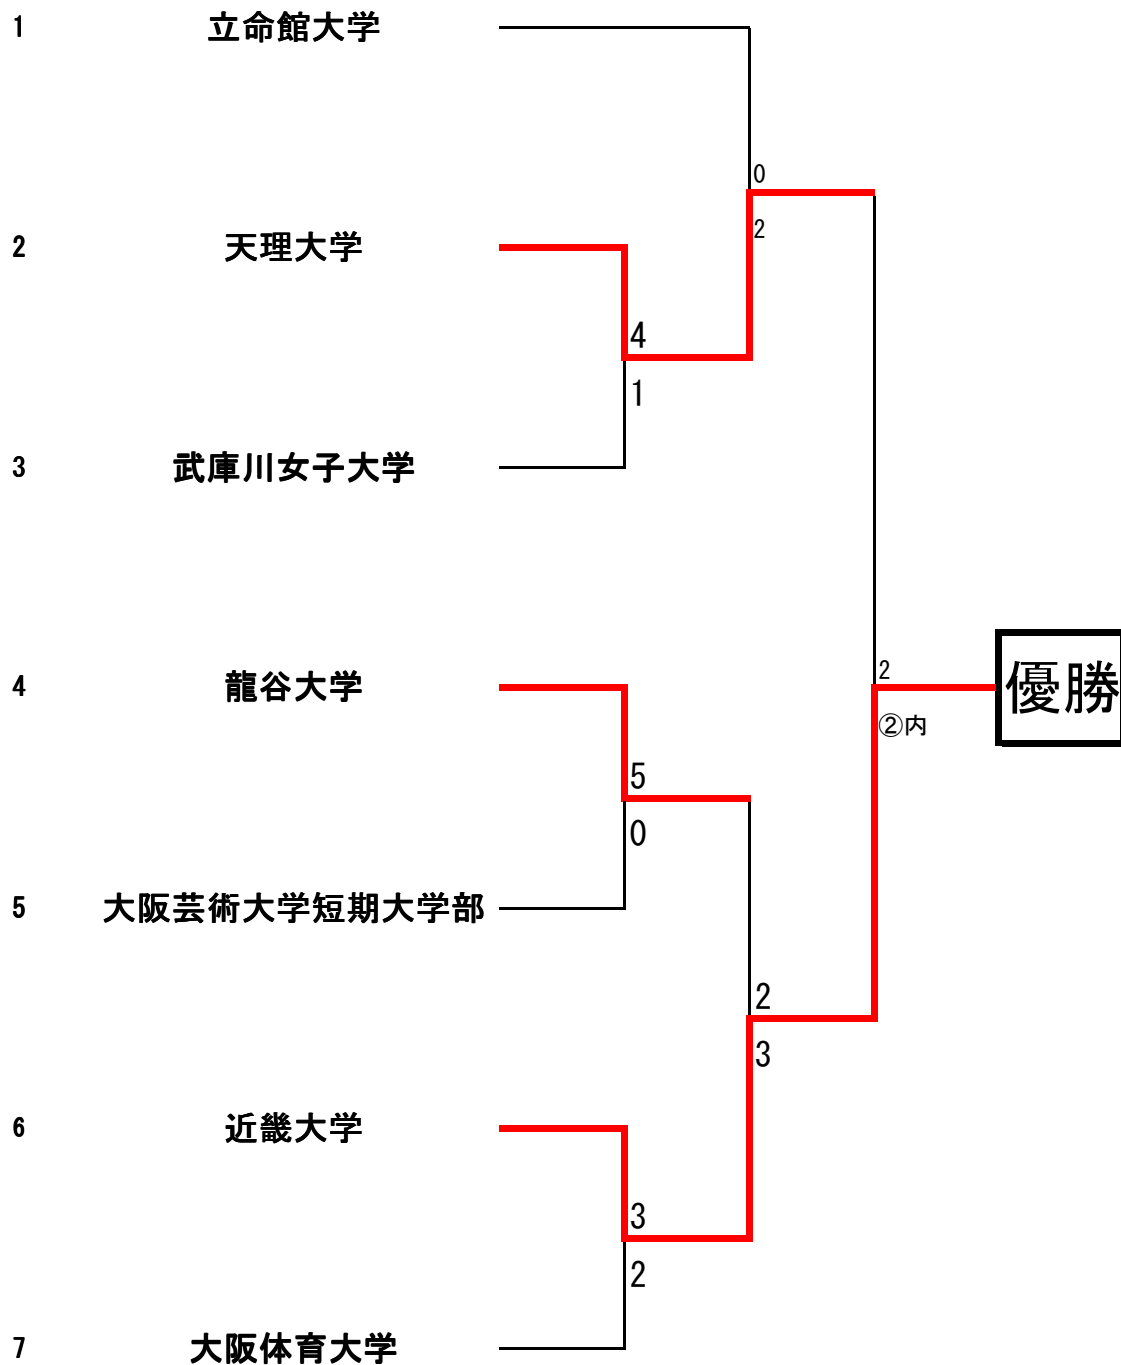 1 立命館大学
0
2 天理大学
2
4
1
3 武庫川女子大学
4 龍谷大学
2
優勝
②内
5
0
5 大阪芸術大学短期大学部
2
3
6 近畿大学
3
2
7 大阪体育大学